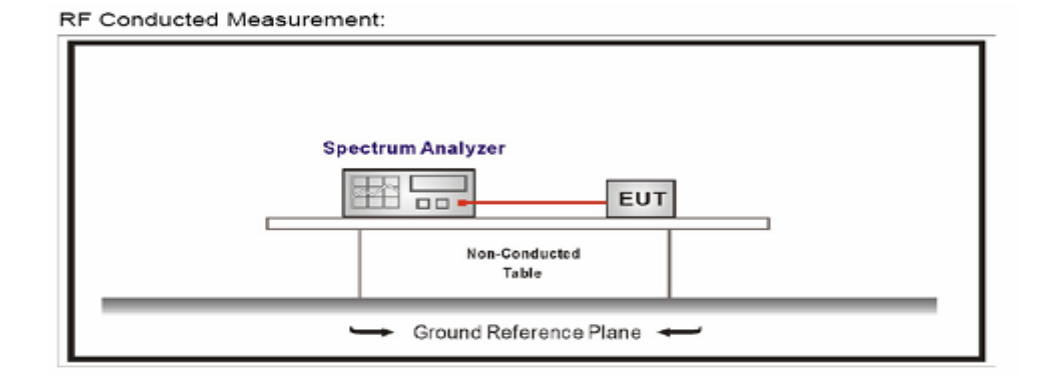 RF Conducted Measurement:
Spectrum Analyzer
EUT
Non-Conducted
Table
Ground Reference Plane